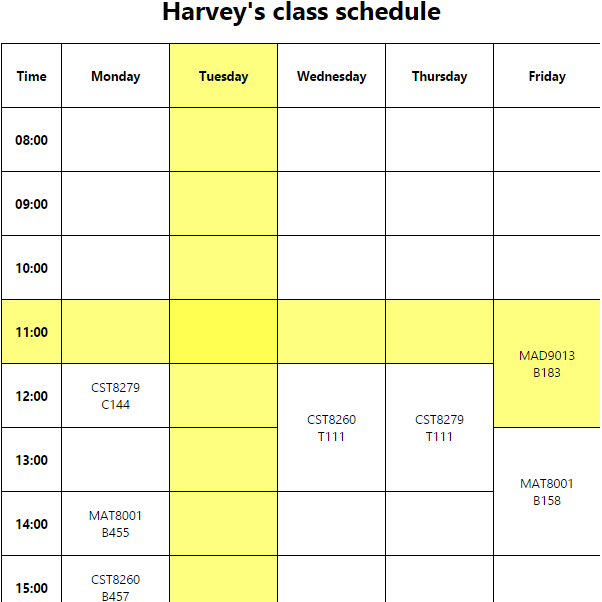 Harvey's class schedule
Time Monday Tuesday Wednesday Thursday Friday
08:00
09:00
10:00
11:00
MAD9013
B183
12:00
CST8279
C144
CST8260
T111
CST8279
T111
13:00
MAT8001
B158
14:00
MAT8001
B455
15:00
CST8260
B457